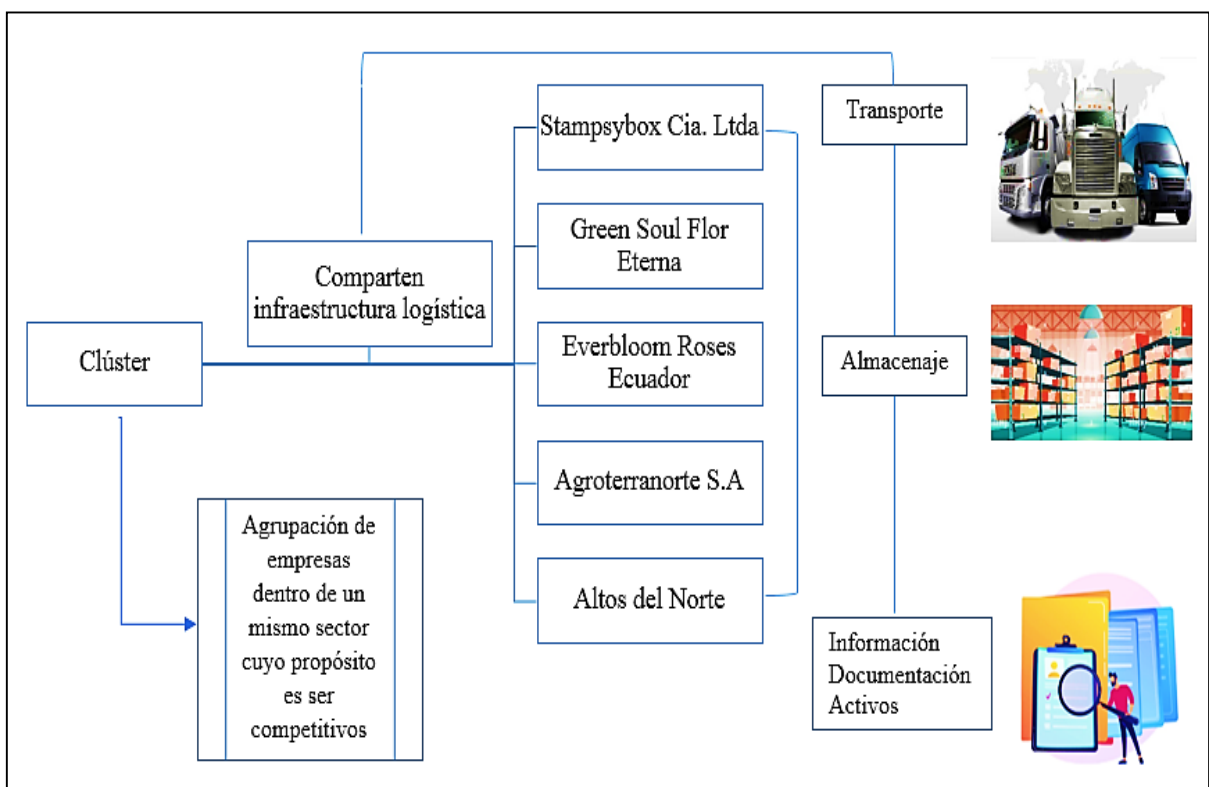 Clúster
Agrupación de
empresas
dentro de un
mismo sector
cuyo propósito
es ser
competitivos
Comparten
infraestructura logística
Stampsybox Cia. Ltda
Green Soul Flor
Eterna
Everbloom Roses
Ecuador
Agroterranorte S.A
Altos del Norte
Transporte
Almacenaje
Información
Documentación
Activos